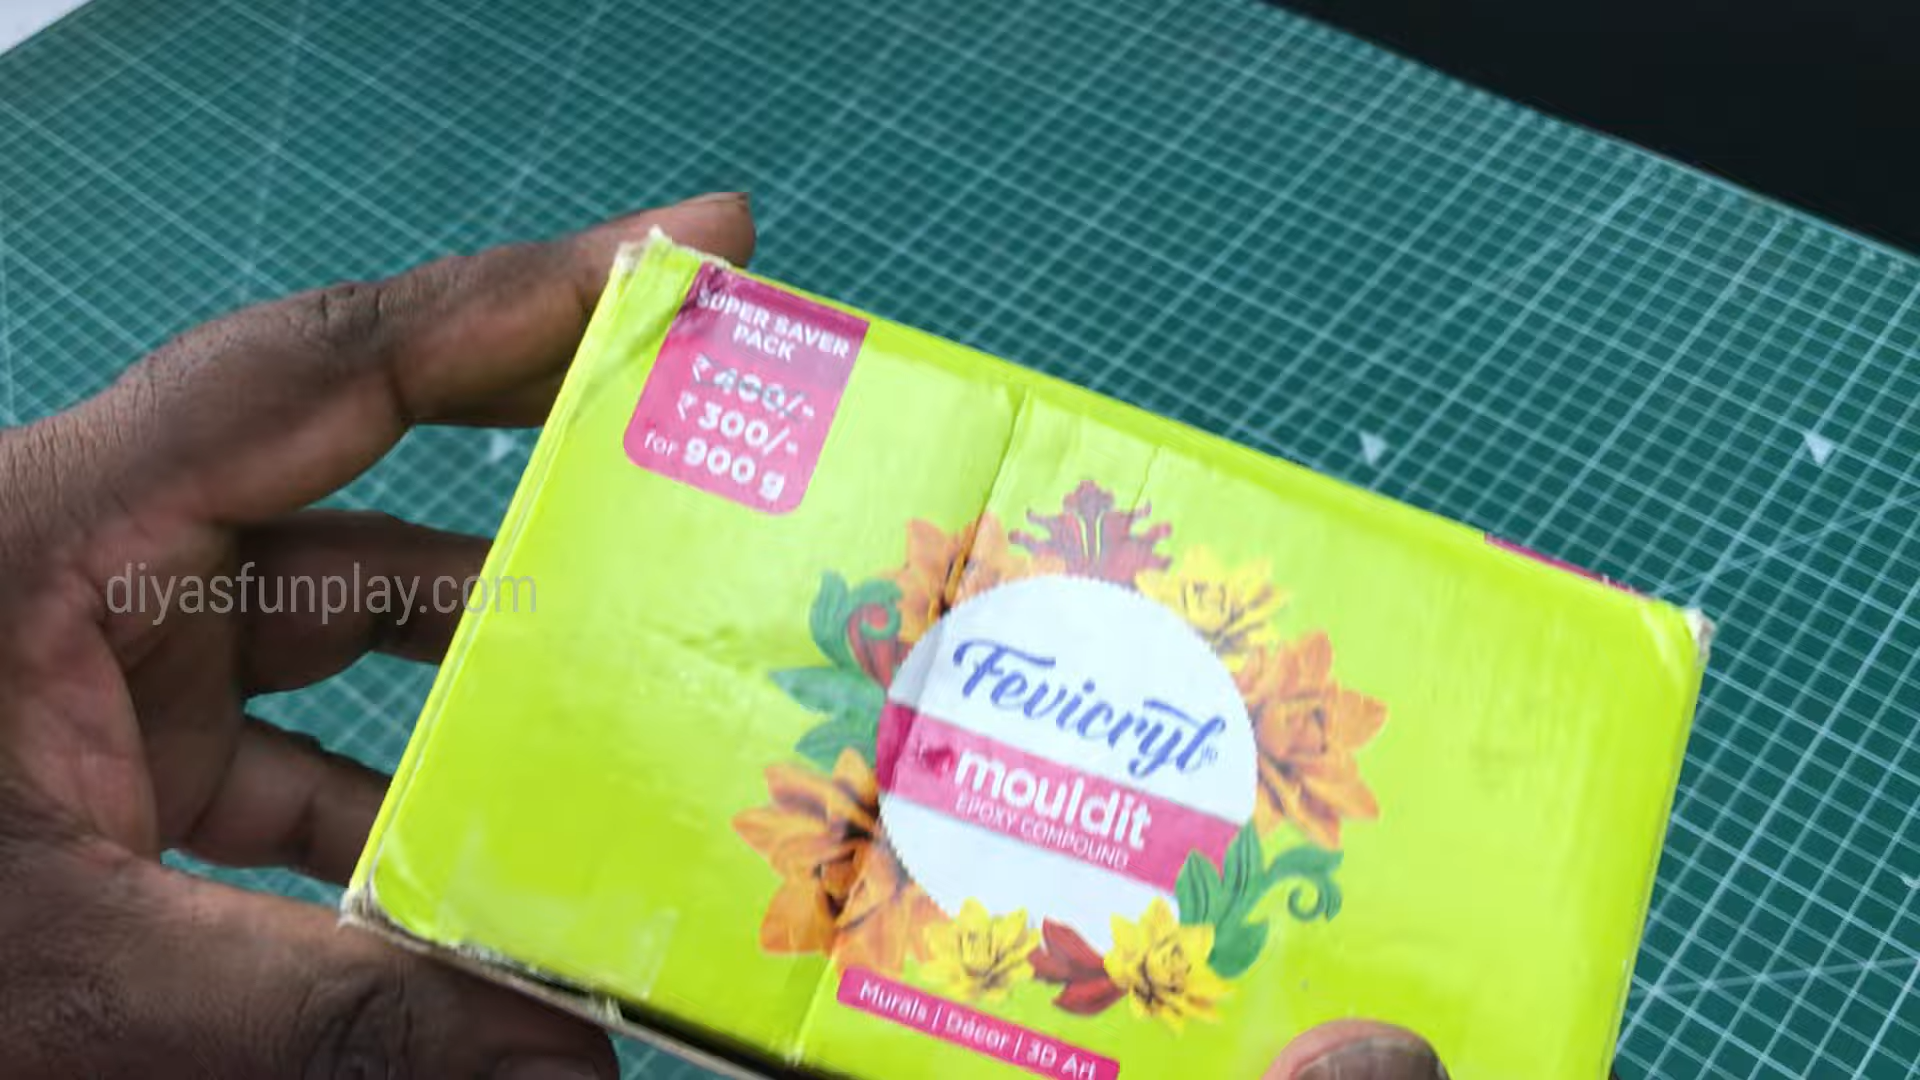 SUPER SAVER
PACK
₹ 400/-
₹ 300/-
for 900 g
diyasfunplay.com
Fevicryl®
mouldit
EPOXY COMPOUND
Murals | Décor | 3D Art